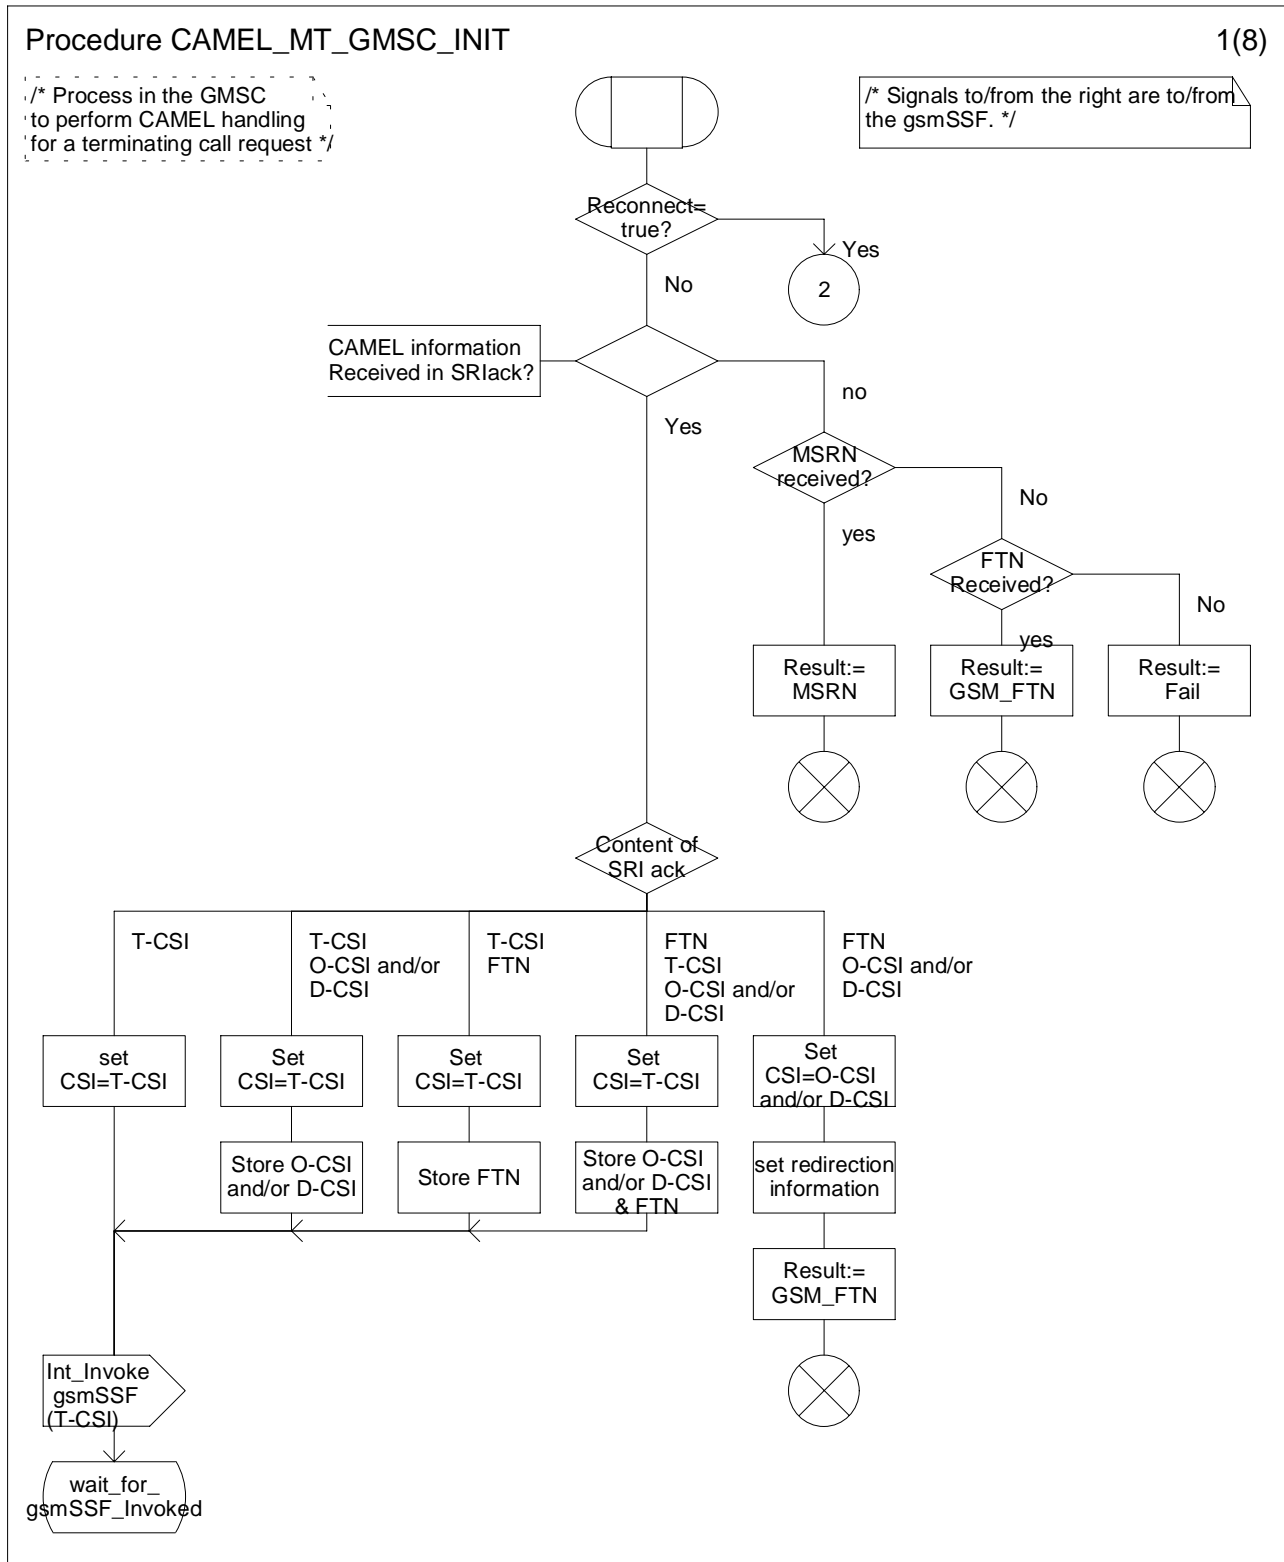 Procedure CAMEL_MT_GMSC_INIT
1(8)
/* Process in the GMSC
to perform CAMEL handling
for a terminating call request */
/* Signals to/from the right are to/from
the gsmSSF. */
Reconnect=
true?
Yes
2
No
CAMEL information
Received in SRIack?
no
Yes
MSRN
received?
No
yes
FTN
Received?
No
yes
Result:=
MSRN
Result:=
GSM_FTN
Result:=
Fail
Content of
SRI ack
T-CSI
T-CSI
O-CSI and/or
D-CSI
T-CSI
FTN
FTN
T-CSI
O-CSI and/or
D-CSI
FTN
O-CSI and/or
D-CSI
set
CSI=T-CSI
Set
CSI=T-CSI
Set
CSI=T-CSI
Set
CSI=T-CSI
Set
CSI=O-CSI
and/or D-CSI
Store O-CSI
and/or D-CSI
Store FTN
Store O-CSI
and/or D-CSI
& FTN
set redirection
information
Result:=
GSM_FTN
Int_Invoke
gsmSSF
(T-CSI)
wait_for_
gsmSSF_Invoked